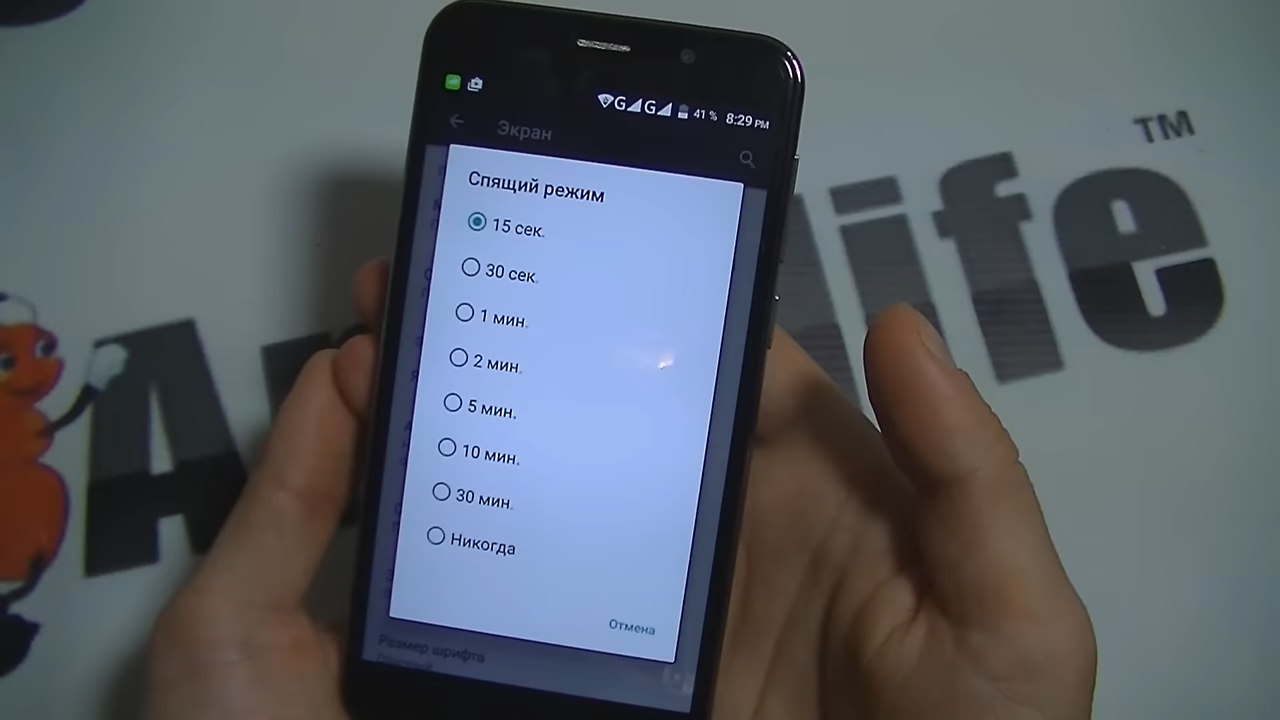 TM
G G 41 % 8:29 PM
Экран
Спящий режим
15 сек.
30 сек.
1 мин.
2 мин.
5 мин.
10 мин.
30 мин.
Никогда
Отмена
Размер шрифта
life